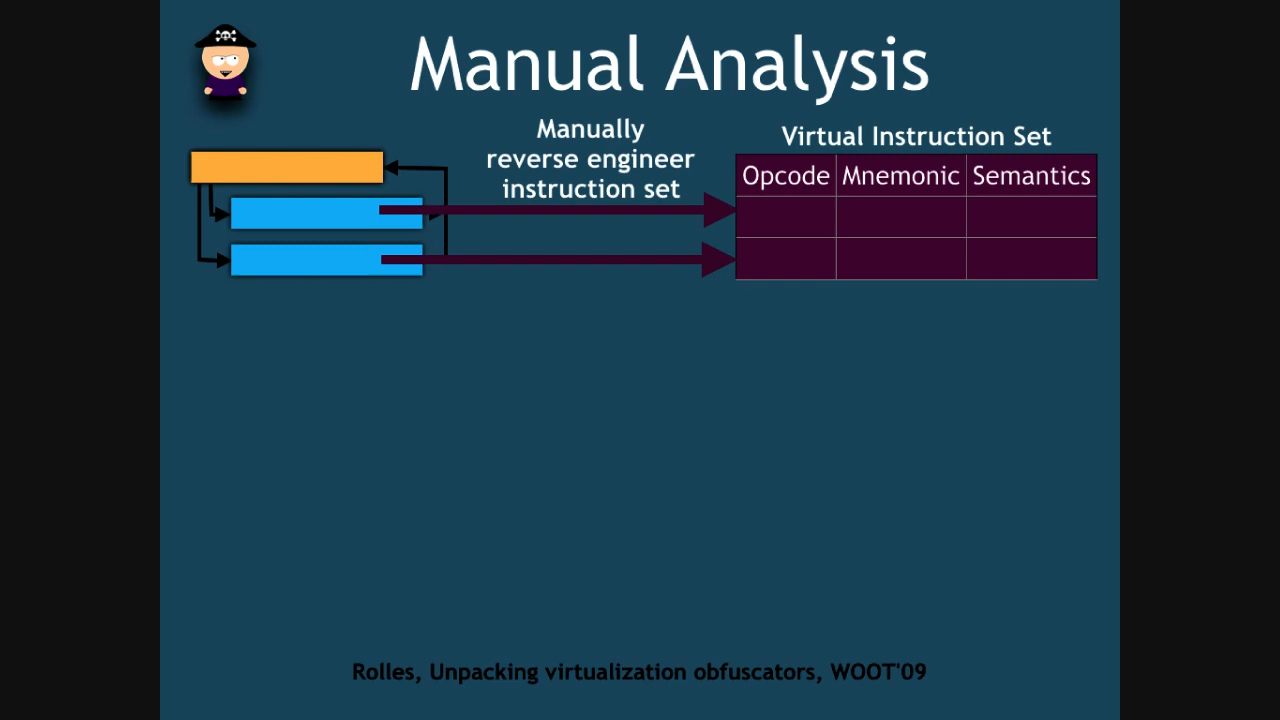 Manual Analysis
Manually
reverse engineer
instruction set
Virtual Instruction Set
Opcode Mnemonic Semantics
Rolles, Unpacking virtualization obfuscators, WOOT'09